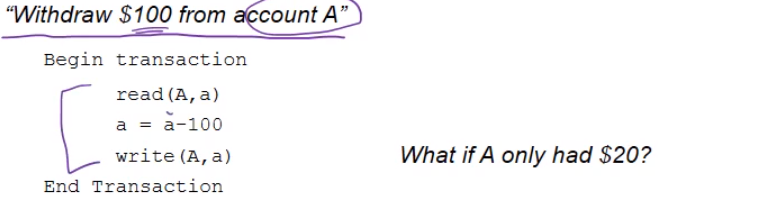 “Withdraw $100 from account A”
Begin transaction
read(A,a)
a = a-100
write(A,a)
What if A only had $20?
End Transaction